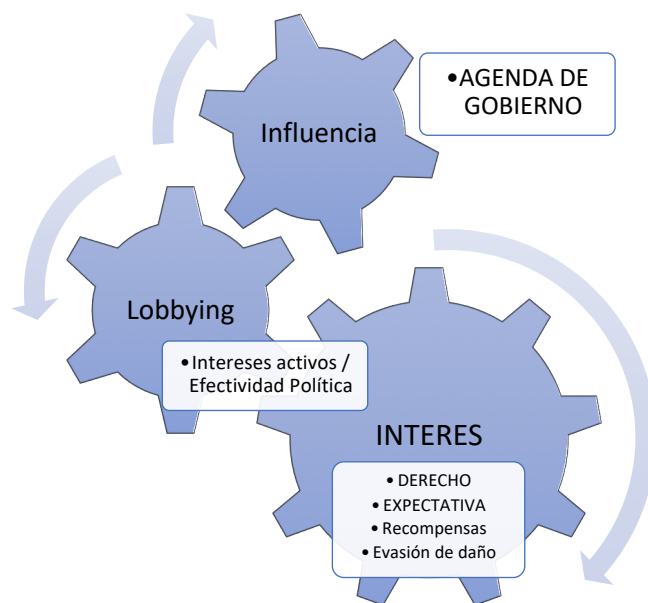 •AGENDA DE
GOBIERNO
Influencia
Lobbying
•Intereses activos /
Efectividad Política
INTERES
• DERECHO
• EXPECTATIVA
• Recompensas
• Evasión de daño